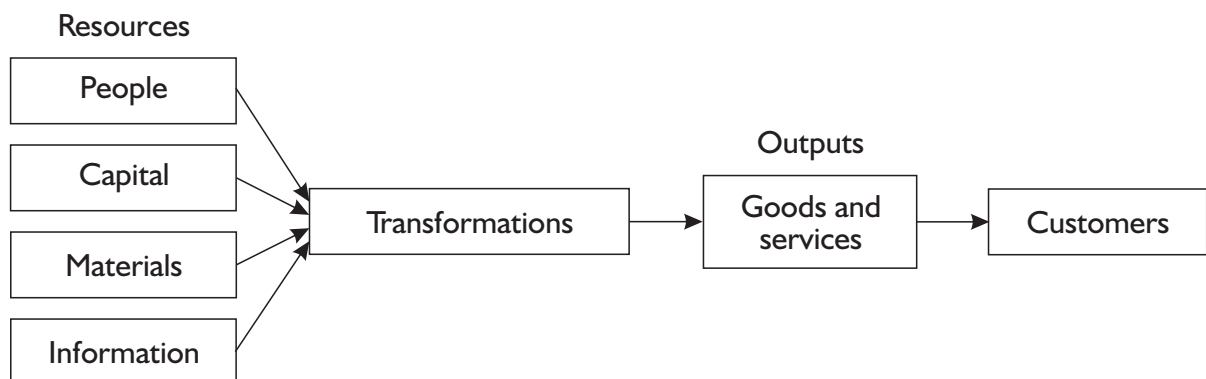 Resources
People
Capital
Materials
Information
Transformations
Outputs
Goods and
services
Customers